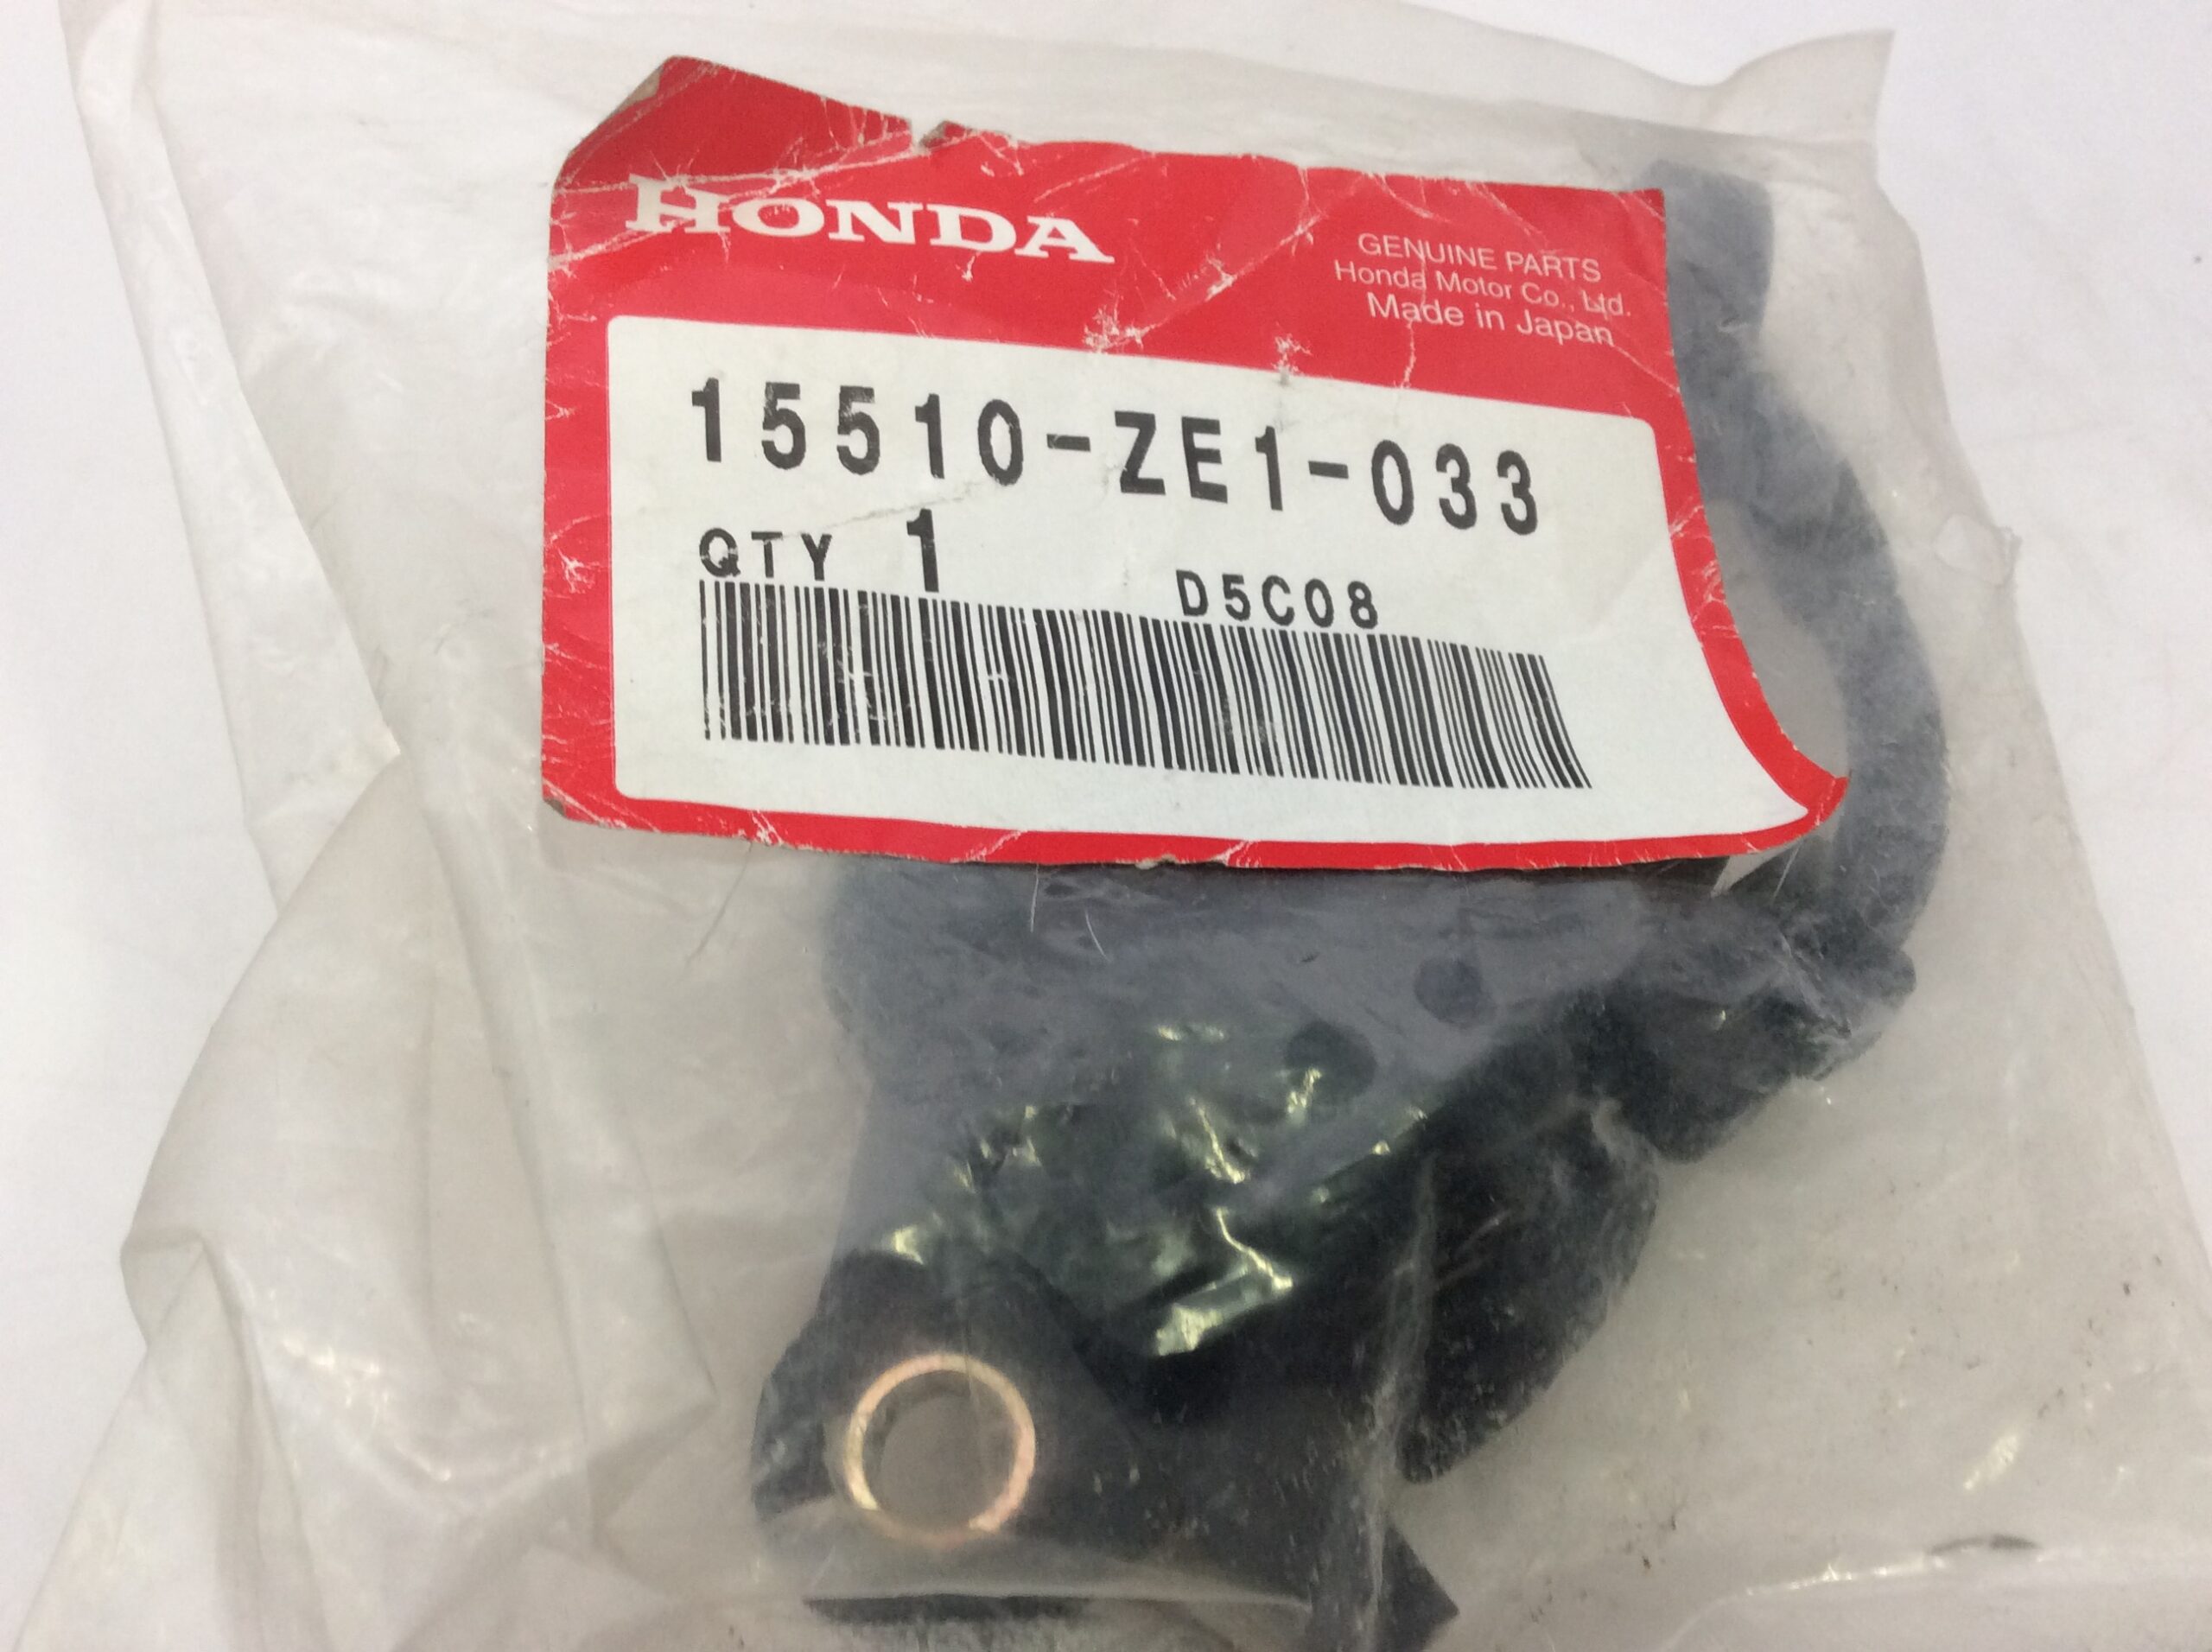 HONDA
GENUINE PARTS
Honda Motor Co., Ltd.
Made in Japan
15510-ZE1-033
QTY 1
D5C08